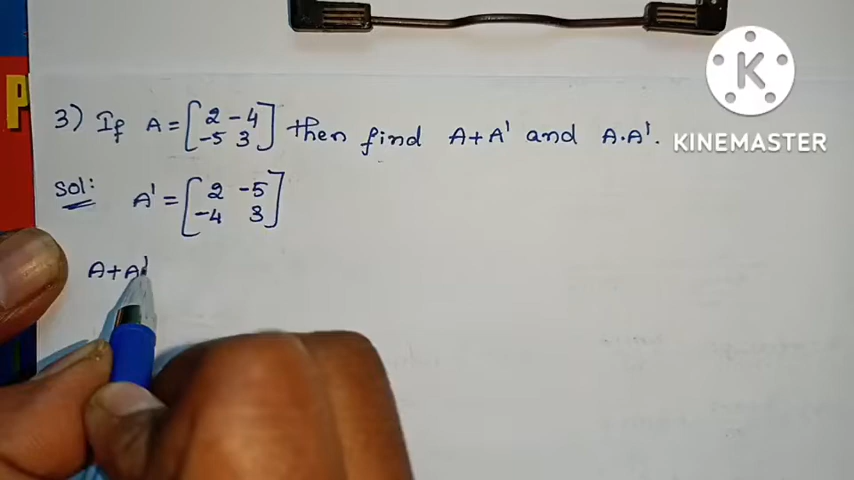 P
KINEMASTER
3) If A = [2 -4
-5 3] then find A+A' and A.A'.
Sol: A' = [2 -5
-4 3]
A+A'